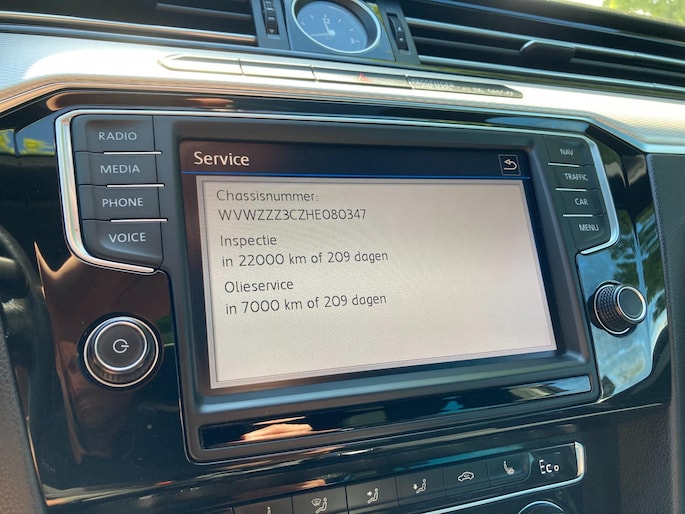 RADIO
MEDIA
PHONE
VOICE
NAV
TRAFFIC
CAR
MENU
Service
Chassisnummer:
WVWZZZ3CZHE080347
Inspectie
in 22000 km of 209 dagen
Olieservice
in 7000 km of 209 dagen
Eco